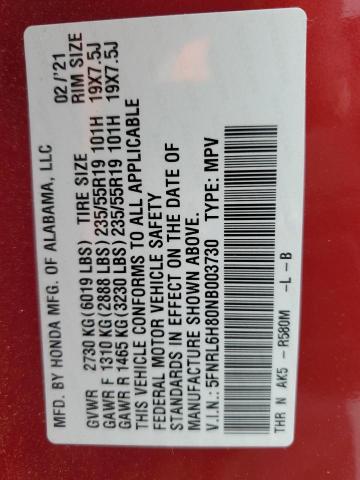 MFD. BY HONDA MFG. OF ALABAMA, LLC 02/'21
GVWR 2730 KG(6019 LBS) TIRE SIZE RIM SIZE
GAWR F 1310 KG(2888 LBS)235/55R19 101H 19X7.5J
GAWR R 1465 KG(3230 LBS)235/55R19 101H 19X7.5J
THIS VEHICLE CONFORMS TO ALL APPLICABLE
FEDERAL MOTOR VEHICLE SAFETY
STANDARDS IN EFFECT ON THE DATE OF
MANUFACTURE SHOWN ABOVE.
V.I.N.: 5FNRL6H80NB003730 TYPE: MPV
THR N AK5 - R580M -L -B